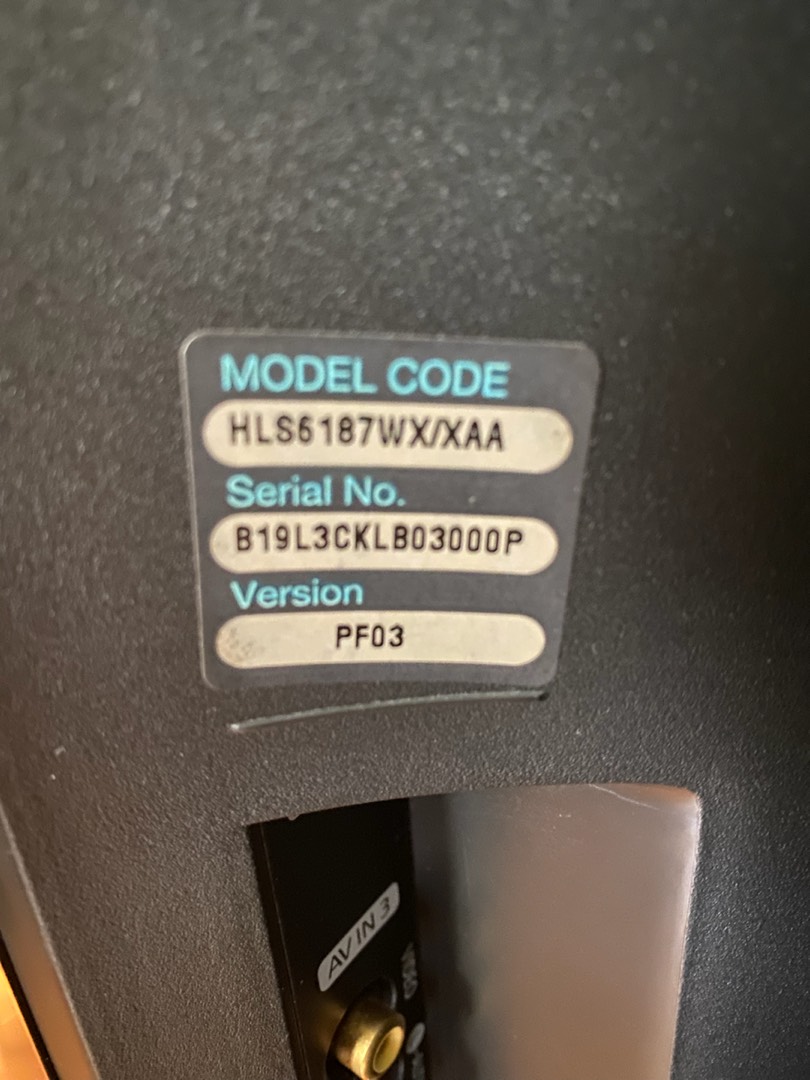 MODEL CODE
HLS6187WX/XAA
Serial No.
B19L3CKLB03000P
Version
PF03
AV IN 3